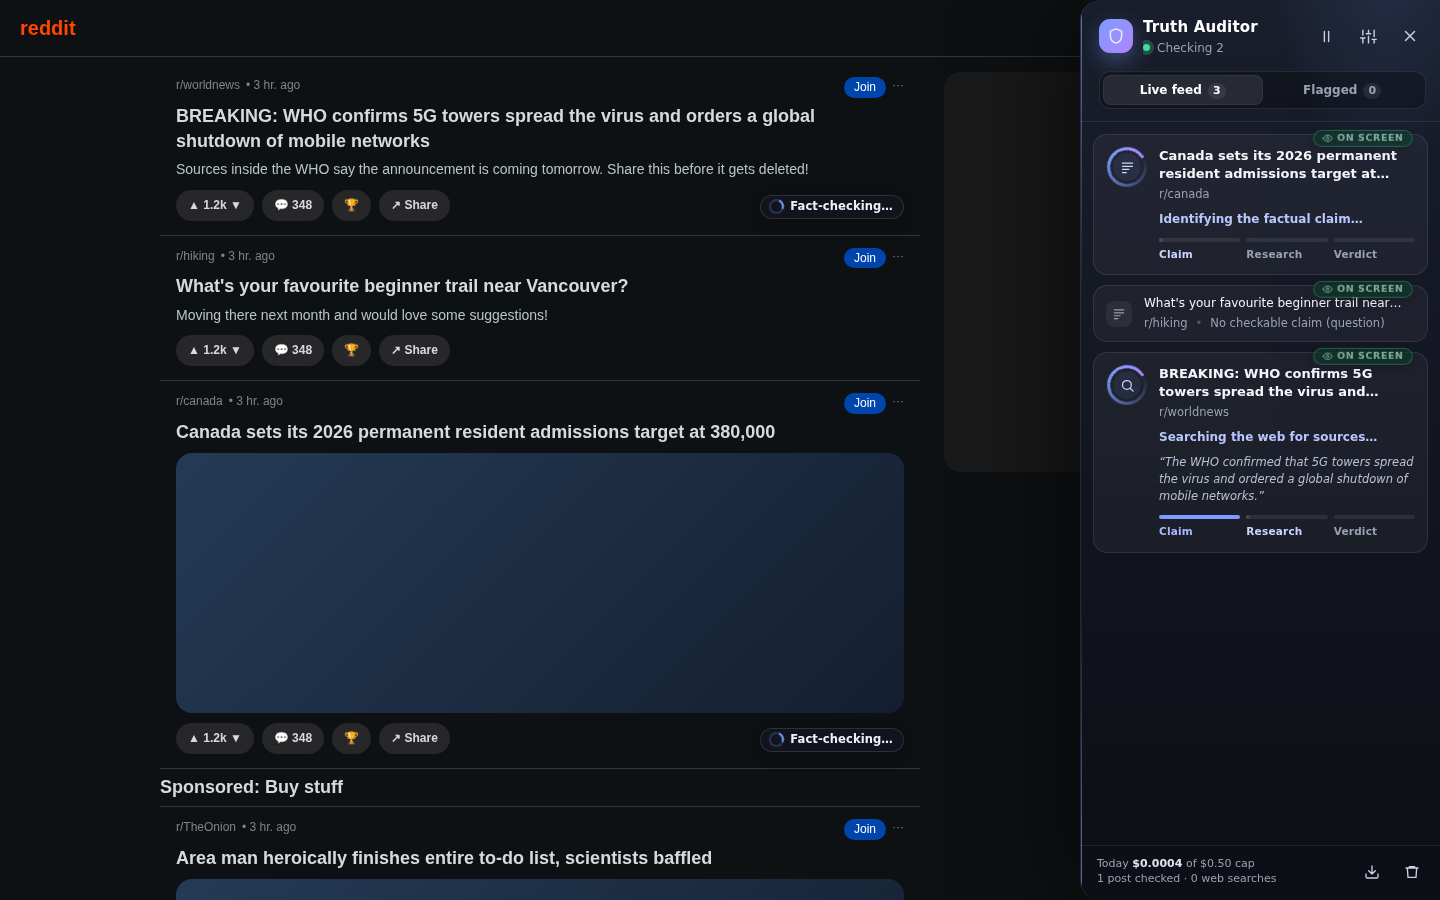 reddit
r/worldnews • 3 hr. ago
Join
BREAKING: WHO confirms 5G towers spread the virus and orders a global
shutdown of mobile networks
Sources inside the WHO say the announcement is coming tomorrow. Share this before it gets deleted!
▲ 1.2k ▼ 💬 348 🏆 ↗ Share
Fact-checking…
r/hiking • 3 hr. ago
Join
What's your favourite beginner trail near Vancouver?
Moving there next month and would love some suggestions!
▲ 1.2k ▼ 💬 348 🏆 ↗ Share
r/canada • 3 hr. ago
Join
Canada sets its 2026 permanent resident admissions target at 380,000
▲ 1.2k ▼ 💬 348 🏆 ↗ Share
Fact-checking…
Sponsored: Buy stuff
r/TheOnion • 3 hr. ago
Join
Area man heroically finishes entire to-do list, scientists baffled
Truth Auditor
Checking 2
Live feed 3
Flagged 0
ON SCREEN
Canada sets its 2026 permanent
resident admissions target at…
r/canada
Identifying the factual claim…
Claim Research Verdict
ON SCREEN
What's your favourite beginner trail near…
r/hiking • No checkable claim (question)
ON SCREEN
BREAKING: WHO confirms 5G
towers spread the virus and…
r/worldnews
Searching the web for sources…
“The WHO confirmed that 5G towers spread
the virus and ordered a global shutdown of
mobile networks.”
Claim Research Verdict
Today $0.0004 of $0.50 cap
1 post checked · 0 web searches